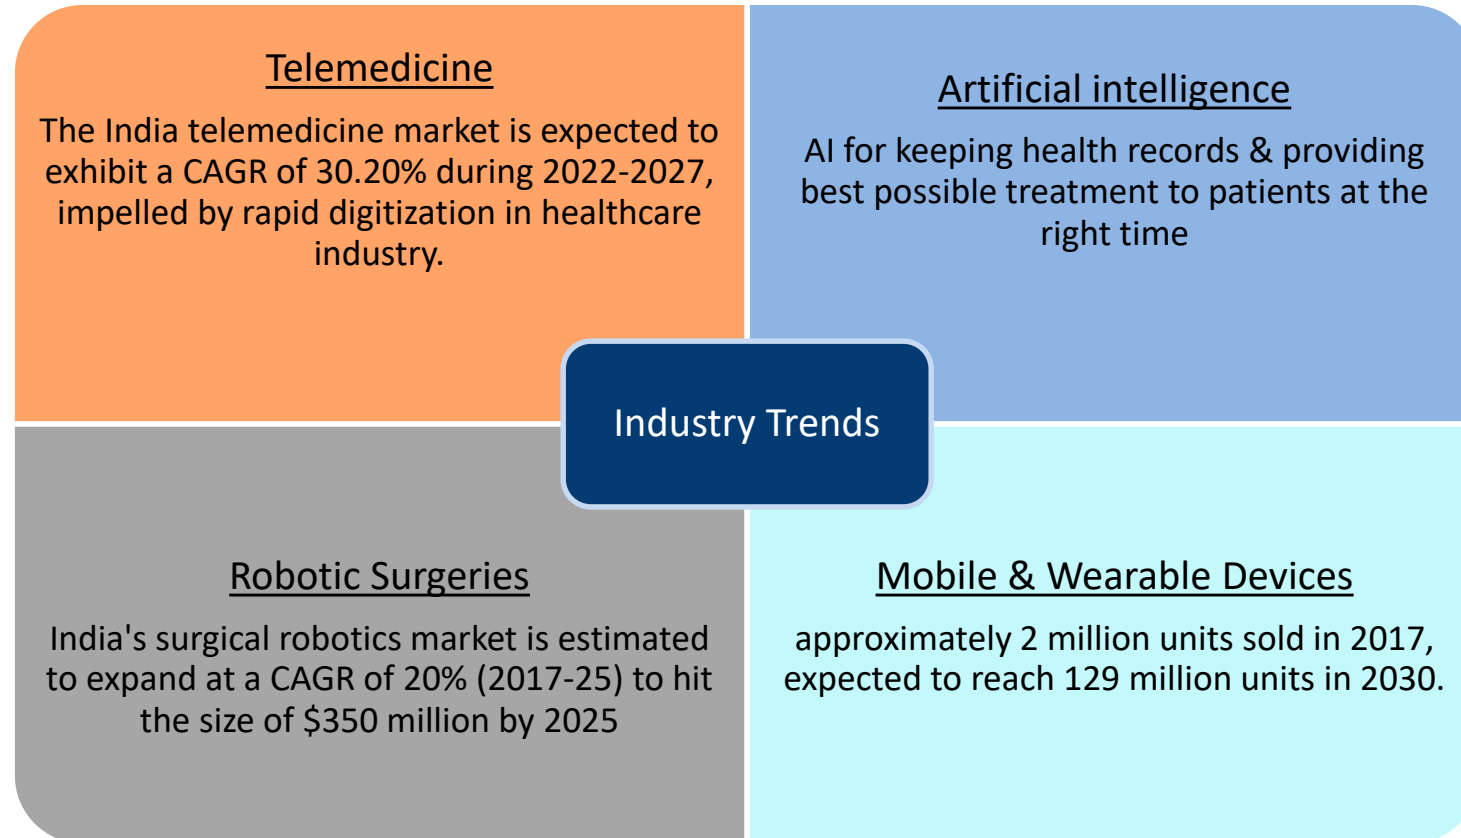 Telemedicine
The India telemedicine market is expected to
exhibit a CAGR of 30.20% during 2022-2027,
impelled by rapid digitization in healthcare
industry.
Artificial intelligence
AI for keeping health records & providing
best possible treatment to patients at the
right time
Industry Trends
Robotic Surgeries
India's surgical robotics market is estimated
to expand at a CAGR of 20% (2017-25) to hit
the size of $350 million by 2025
Mobile & Wearable Devices
approximately 2 million units sold in 2017,
expected to reach 129 million units in 2030.